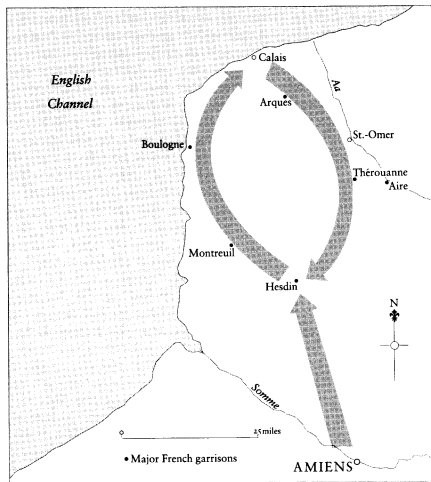 English
Channel
Calais
Aa
Arques
St.-Omer
Boulogne
Thérouanne
Aire
Montreuil
Hesdin
N
Somme
0
25 miles
Major French garrisons
AMIENS